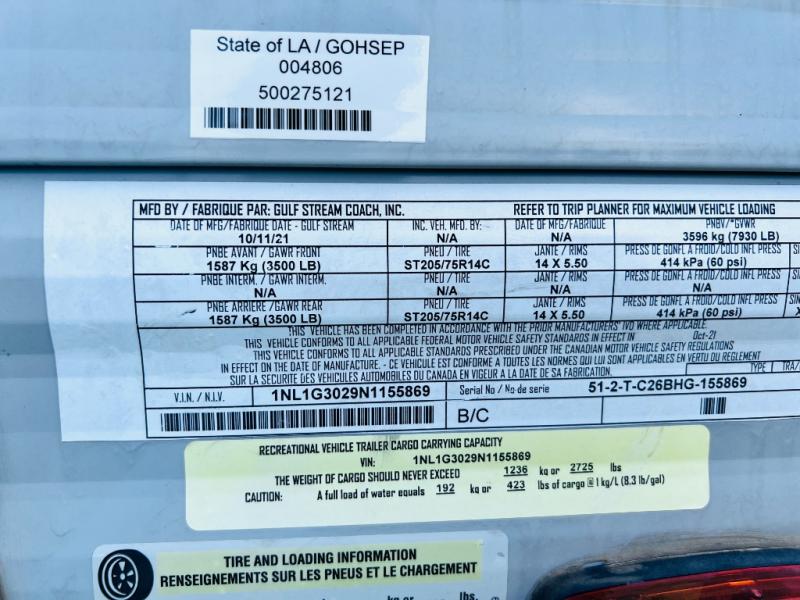 State of LA / GOHSEP
004806
500275121
MFD BY / FABRIQUE PAR: GULF STREAM COACH, INC. REFER TO TRIP PLANNER FOR MAXIMUM VEHICLE LOADING
DATE OF MFG/FABRIQUE DATE - GULF STREAM INC. VEH. MFD. BY: DATE OF MFG/FABRIQUE PNBV/*GVWR
10/11/21 N/A N/A 3596 kg (7930 LB)
PNBE AVANT / GAWR FRONT PNEU / TIRE JANTE / RIMS PRESS DE GONFL A FROID/COLD INFL PRESS
1587 Kg (3500 LB) ST205/75R14C 14 X 5.50 414 kPa (60 psi)
PNBE INTERM. / GAWR INTERM. PNEU / TIRE JANTE / RIMS PRESS DE GONFL A FROID/COLD INFL PRESS
N/A N/A N/A N/A
PNBE ARRIERE / GAWR REAR PNEU / TIRE JANTE / RIMS PRESS DE GONFL A FROID/COLD INFL PRESS
1587 Kg (3500 LB) ST205/75R14C 14 X 5.50 414 kPa (60 psi)
THIS VEHICLE HAS BEEN COMPLETED IN ACCORDANCE WITH THE PRIOR MANUFACTURERS' IVD WHERE APPLICABLE.
THIS VEHICLE CONFORMS TO ALL APPLICABLE FEDERAL MOTOR VEHICLE SAFETY STANDARDS IN EFFECT IN Oct-21
THIS VEHICLE CONFORMS TO ALL APPLICABLE STANDARDS PRESCRIBED UNDER THE CANADIAN MOTOR VEHICLE SAFETY REGULATIONS
IN EFFECT ON THE DATE OF MANUFACTURE. - CE VEHICULE EST CONFORME A TOUTES LES NORMES QUI LUI SONT APPLICABLES EN VERTU DU REGLEMENT
SUR LA SECURITE DES VEHICULES AUTOMOBILES DU CANADA EN VIGEUR A LA DATE DE SA FABRICATION.
TYPE TRA
V.I.N. / N.I.V. 1NL1G3029N1155869 Serial No / No de serie 51-2-T-C26BHG-155869
B/C
RECREATIONAL VEHICLE TRAILER CARGO CARRYING CAPACITY
VIN: 1NL1G3029N1155869
THE WEIGHT OF CARGO SHOULD NEVER EXCEED 1236 kg or 2725 lbs
CAUTION: A full load of water equals 192 kg or 423 lbs of cargo @ 1 kg/L (8.3 lb/gal)
TIRE AND LOADING INFORMATION
RENSEIGNEMENTS SUR LES PNEUS ET LE CHARGEMENT
lbs.